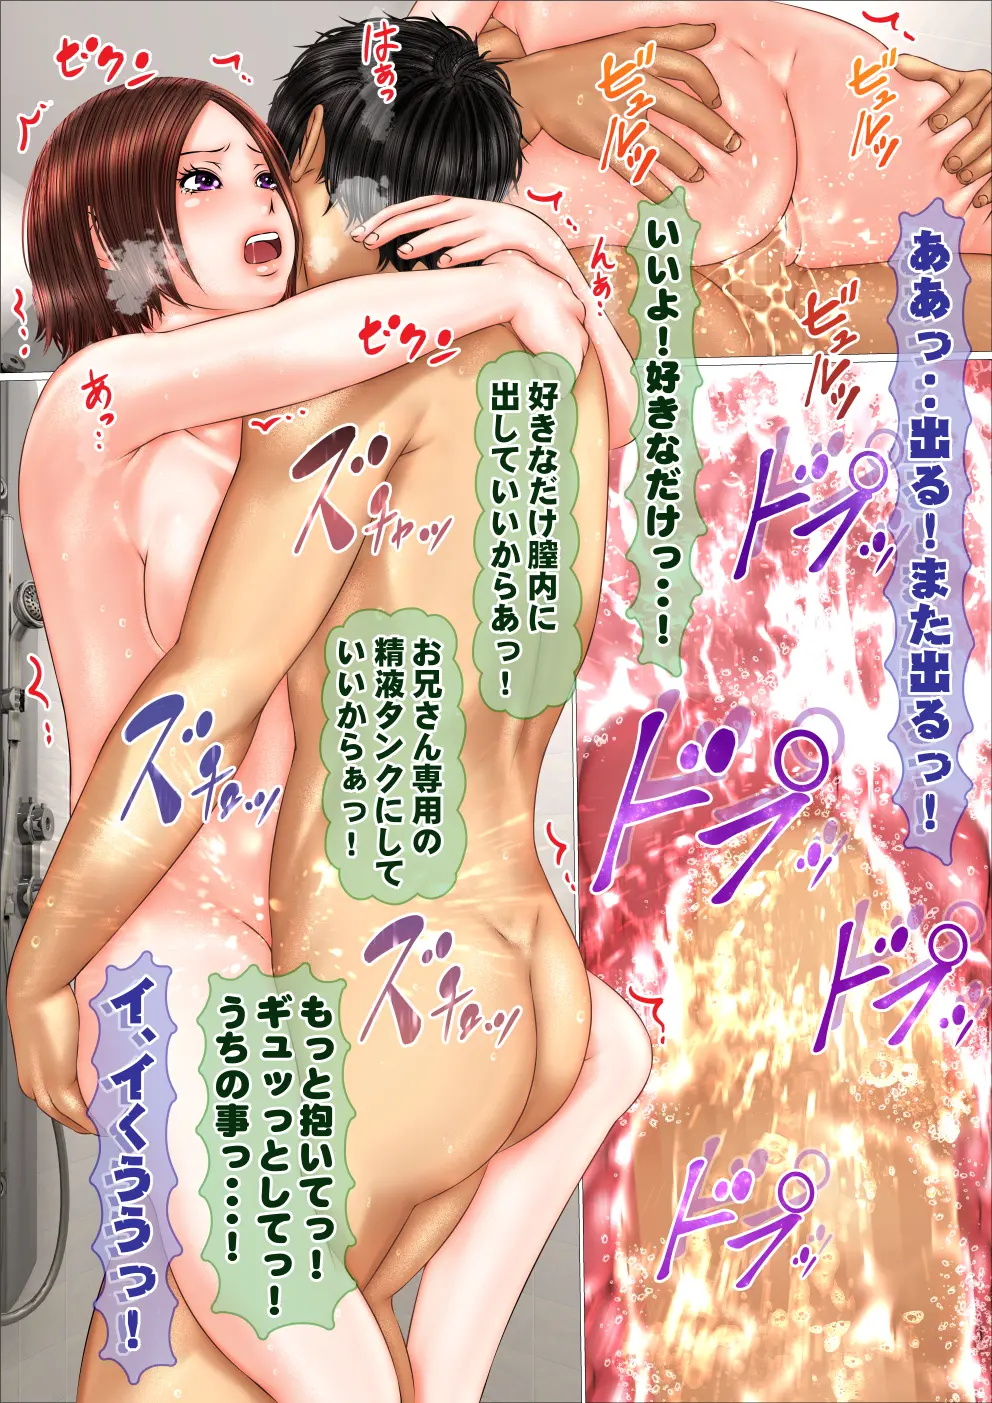 ああっ‥出る！また出るっ！
いいよ！好きなだけっ・・・！
好きなだけ膣内に
出していいからあっ！
お兄さん専用の
精液タンクにして
いいからぁっ！
もっと抱いてっ！
ギュッっとしてっ！
うちの事っ・・・！
イ、イくううっっ！
ビュルルッ
ビュルルッ
ビュルルッ
はぁっ
ゼクン
んぁ‥
ゼクン
あっ‥
ズチャッ
ズチュッ
ズチュッ
ドプッ
ドプッ
ドプッ
ドプッ